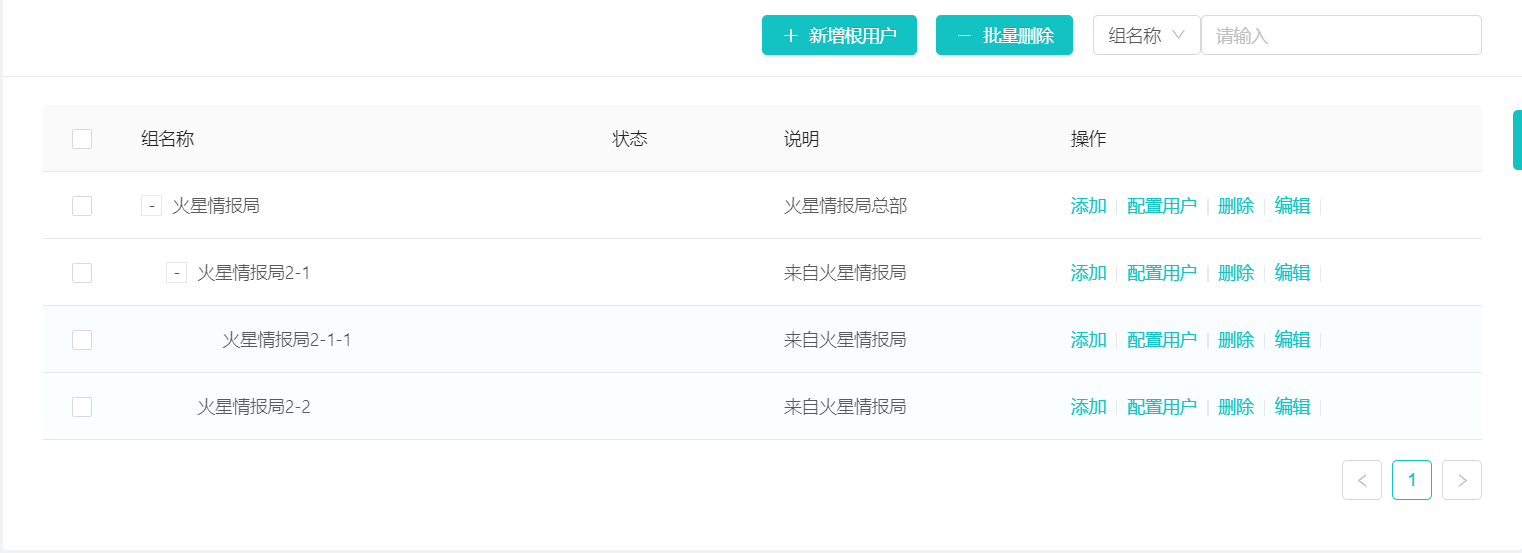 + 新增根用户 — 批量删除 组名称 请输入
组名称 状态 说明 操作
- 火星情报局 火星情报局总部 添加 配置用户 删除 编辑
- 火星情报局2-1 来自火星情报局 添加 配置用户 删除 编辑
火星情报局2-1-1 来自火星情报局 添加 配置用户 删除 编辑
火星情报局2-2 来自火星情报局 添加 配置用户 删除 编辑
< 1 >